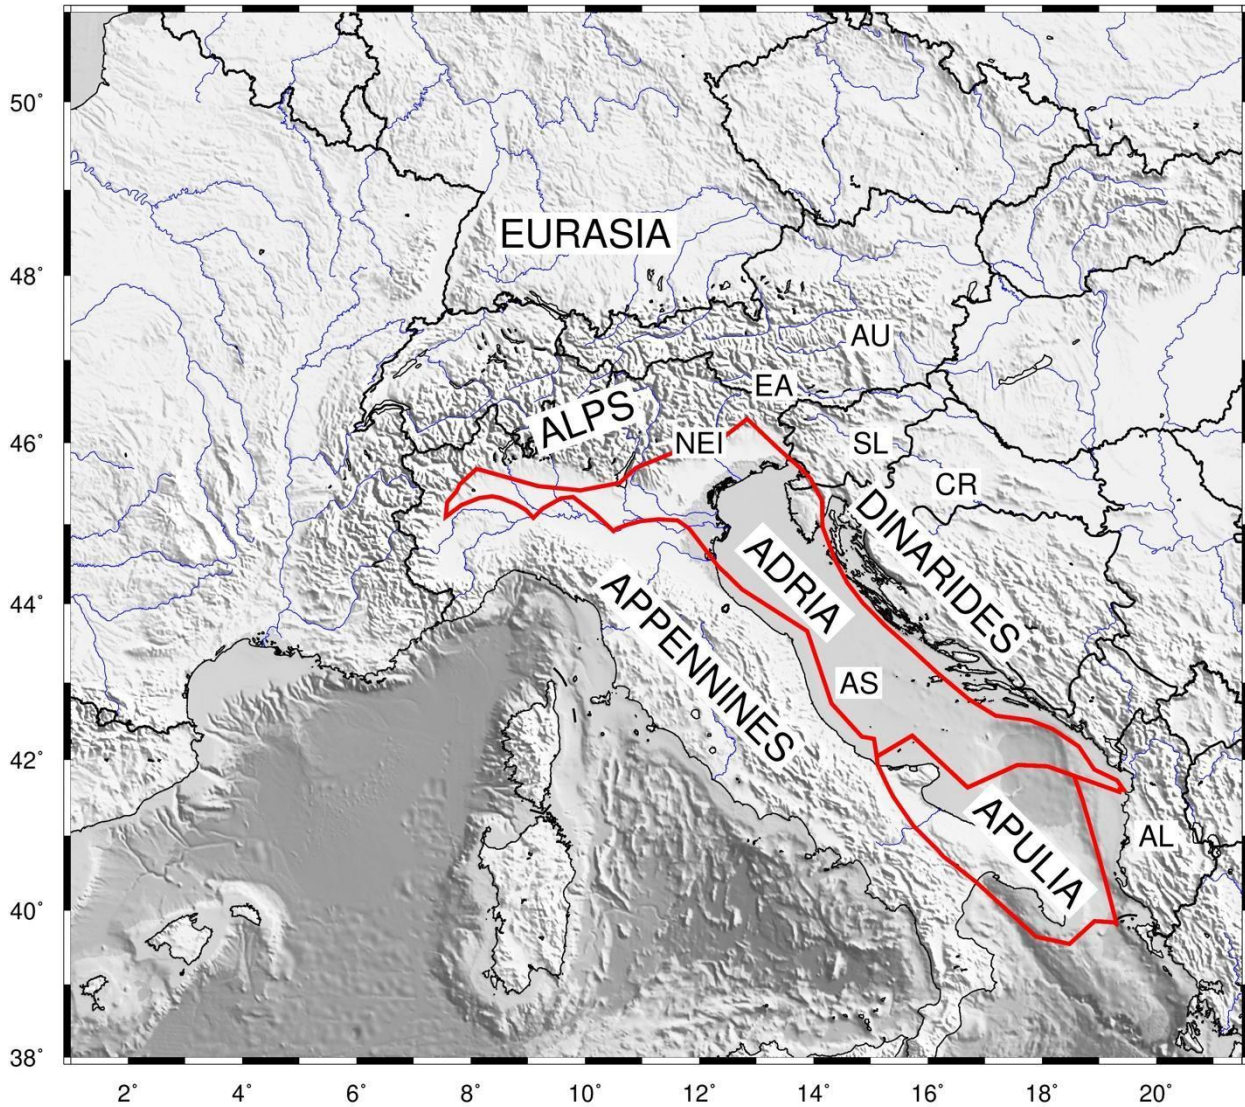 50°
EURASIA
48°
AU
EA
ALPS
NEI
SL
46°
CR
DINARIDES
ADRIA
44°
APPENNINES
AS
42°
APULIA
AL
40°
38°
2° 4° 6° 8° 10° 12° 14° 16° 18° 20°